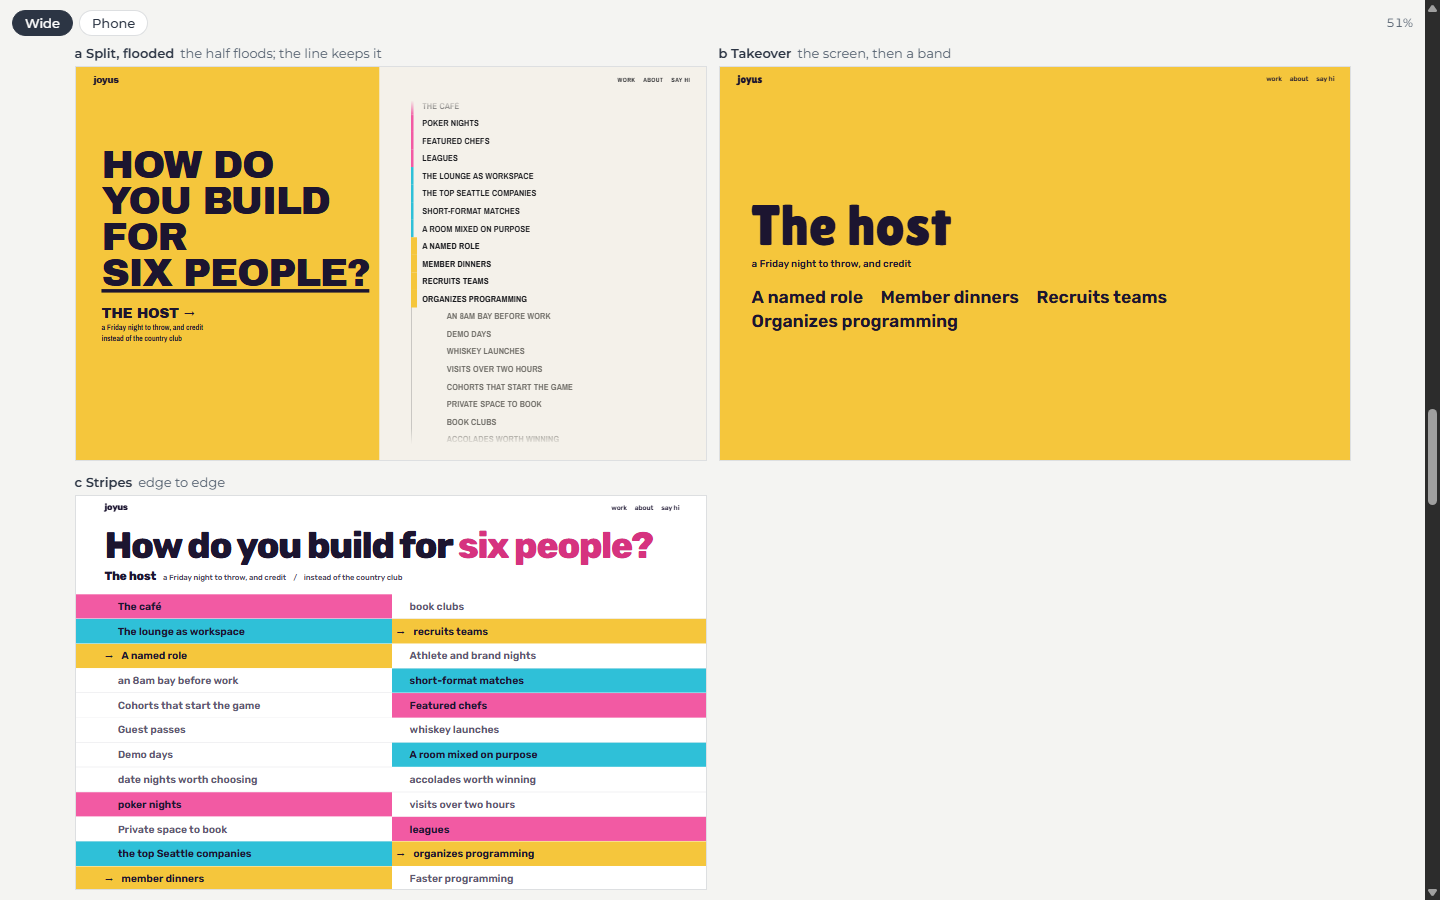 Wide Phone 51%
a Split, flooded the half floods; the line keeps it
joyus WORK ABOUT SAY HI
HOW DO
YOU BUILD
FOR
SIX PEOPLE?
THE HOST →
a Friday night to throw, and credit
instead of the country club
THE CAFE
POKER NIGHTS
FEATURED CHEFS
LEAGUES
THE LOUNGE AS WORKSPACE
THE TOP SEATTLE COMPANIES
SHORT-FORMAT MATCHES
A ROOM MIXED ON PURPOSE
A NAMED ROLE
MEMBER DINNERS
RECRUITS TEAMS
ORGANIZES PROGRAMMING
AN 8AM BAY BEFORE WORK
DEMO DAYS
WHISKEY LAUNCHES
VISITS OVER TWO HOURS
COHORTS THAT START THE GAME
PRIVATE SPACE TO BOOK
BOOK CLUBS
ACCOLADES WORTH WINNING
b Takeover the screen, then a band
joyus work about say hi
The host
a Friday night to throw, and credit
A named role Member dinners Recruits teams
Organizes programming
c Stripes edge to edge
joyus work about say hi
How do you build for six people?
The host a Friday night to throw, and credit / instead of the country club
The café
The lounge as workspace
→ A named role
an 8am bay before work
Cohorts that start the game
Guest passes
Demo days
date nights worth choosing
poker nights
Private space to book
the top Seattle companies
→ member dinners
book clubs
→ recruits teams
Athlete and brand nights
short-format matches
Featured chefs
whiskey launches
A room mixed on purpose
accolades worth winning
visits over two hours
leagues
→ organizes programming
Faster programming